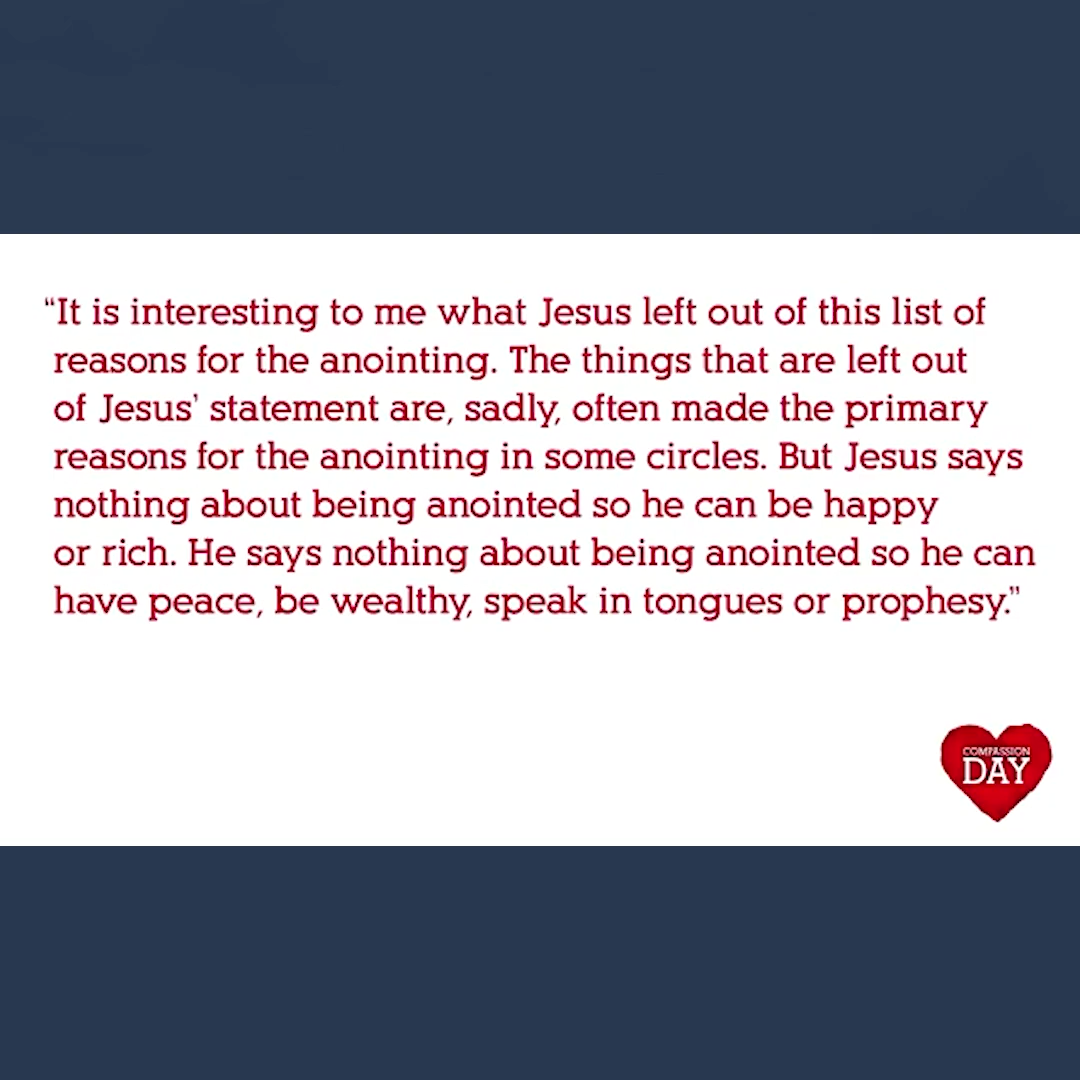 “It is interesting to me what Jesus left out of this list of
reasons for the anointing. The things that are left out
of Jesus’ statement are, sadly, often made the primary
reasons for the anointing in some circles. But Jesus says
nothing about being anointed so he can be happy
or rich. He says nothing about being anointed so he can
have peace, be wealthy, speak in tongues or prophesy.”
COMPASSION
DAY